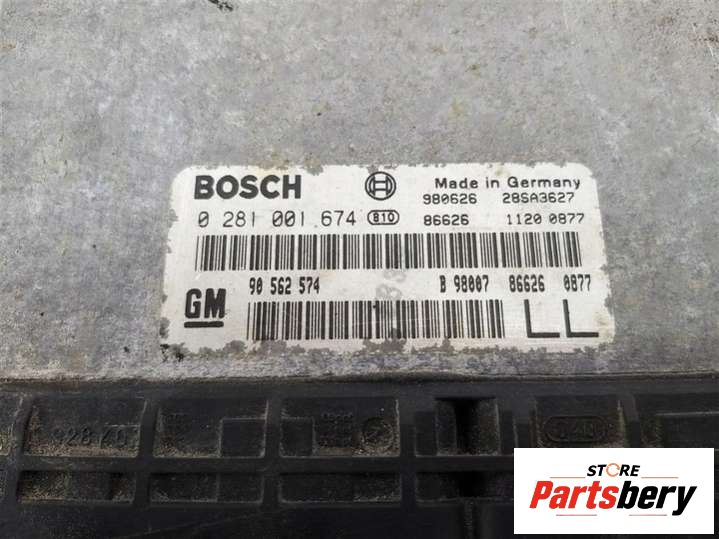 BOSCH
Made in Germany
980626 28SA3627
0 281 001 674 810 86626 1120 0877
90 562 574 B 98007 86626 0877
GM
LL
STORE
Partsbery